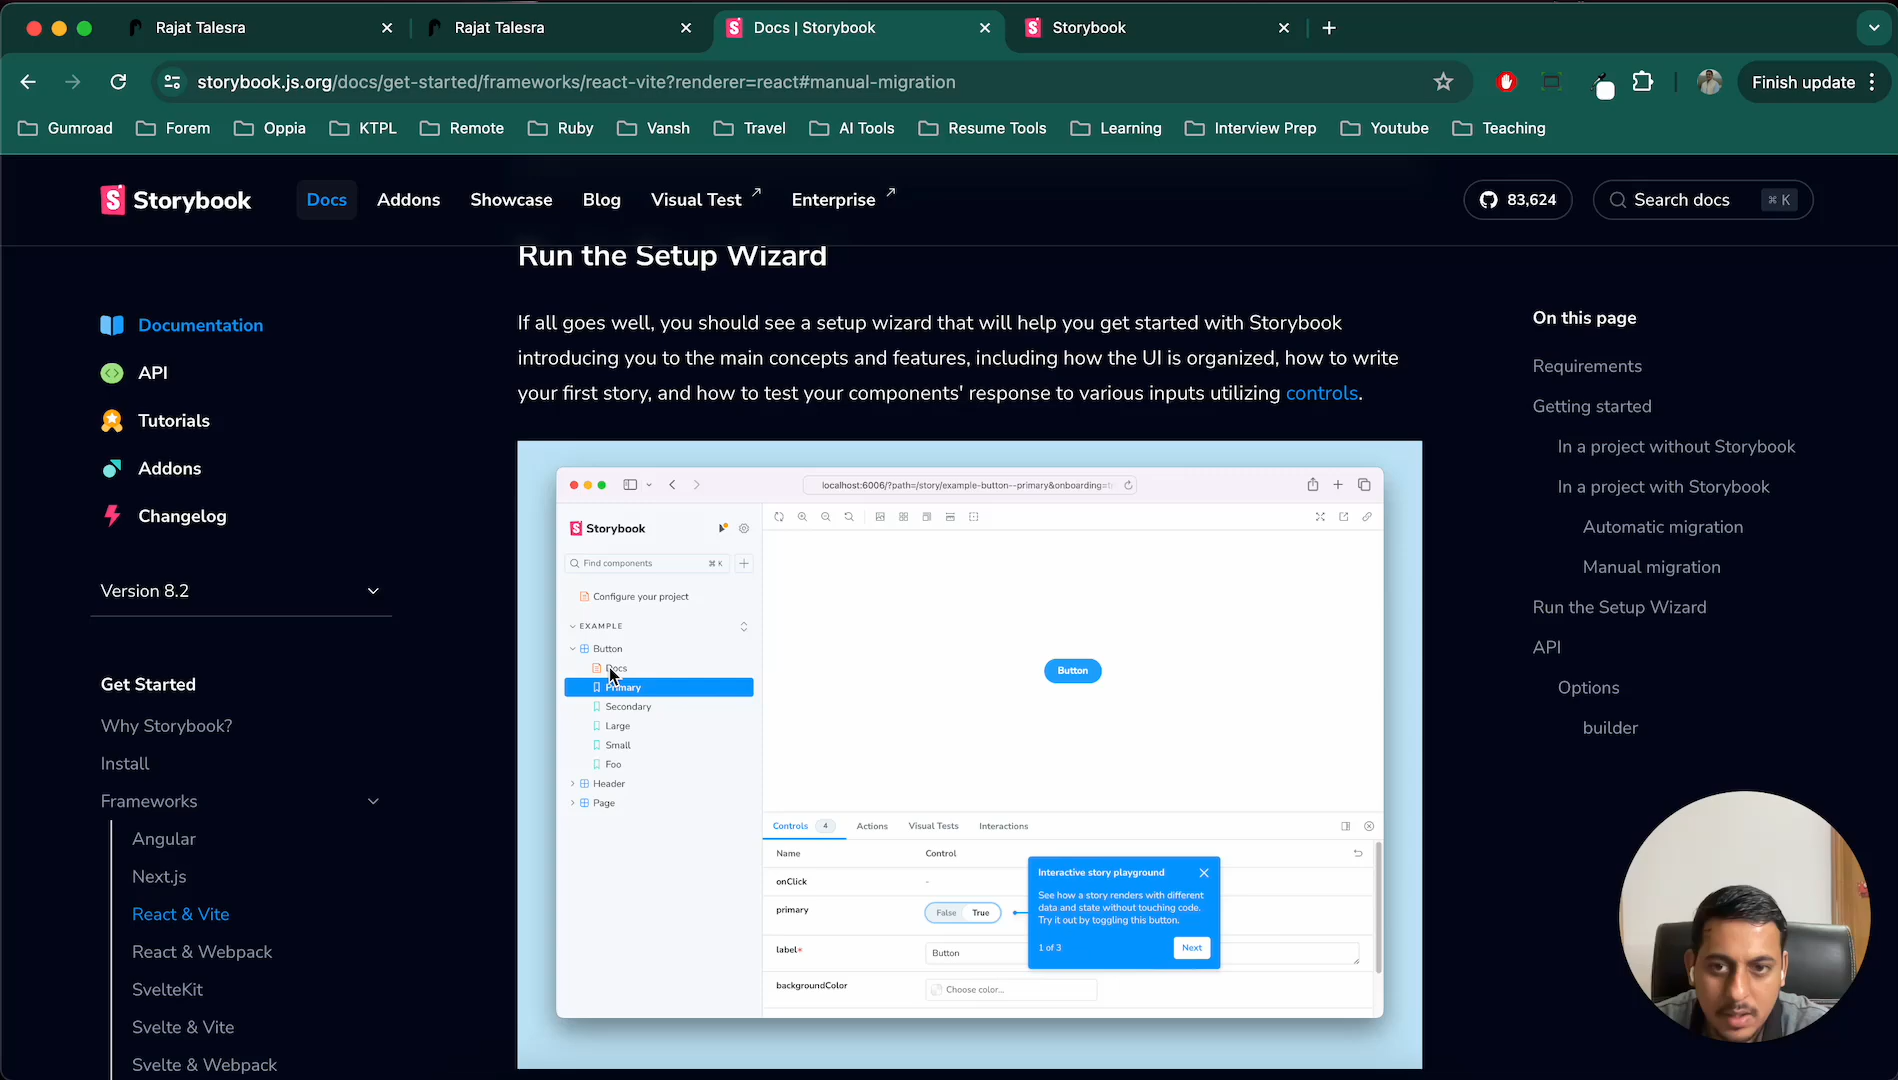 Rajat Talesra
Rajat Talesra
Docs | Storybook
Storybook
storybook.js.org/docs/get-started/frameworks/react-vite?renderer=react#manual-migration
Finish update
Gumroad
Forem
Oppia
KTPL
Remote
Ruby
Vansh
Travel
AI Tools
Resume Tools
Learning
Interview Prep
Youtube
Teaching
Storybook
Docs
Addons
Showcase
Blog
Visual Test
Enterprise
83,624
Search docs
⌘ K
Documentation
API
Tutorials
Addons
Changelog
Version 8.2
Get Started
Why Storybook?
Install
Frameworks
Angular
Next.js
React & Vite
React & Webpack
SvelteKit
Svelte & Vite
Svelte & Webpack
Run the Setup Wizard
If all goes well, you should see a setup wizard that will help you get started with Storybook
introducing you to the main concepts and features, including how the UI is organized, how to write
your first story, and how to test your components' response to various inputs utilizing controls.
localhost:6006/?path=/story/example-button--primary&onboarding=
Storybook
Find components
⌘ K
Configure your project
EXAMPLE
Button
Docs
Primary
Secondary
Large
Small
Foo
Header
Page
Button
Controls 4
Actions
Visual Tests
Interactions
Name
Control
onClick
-
primary
False
True
label*
Button
backgroundColor
Choose color...
Interactive story playground
See how a story renders with different
data and state without touching code.
Try it out by toggling this button.
1 of 3
Next
On this page
Requirements
Getting started
In a project without Storybook
In a project with Storybook
Automatic migration
Manual migration
Run the Setup Wizard
API
Options
builder